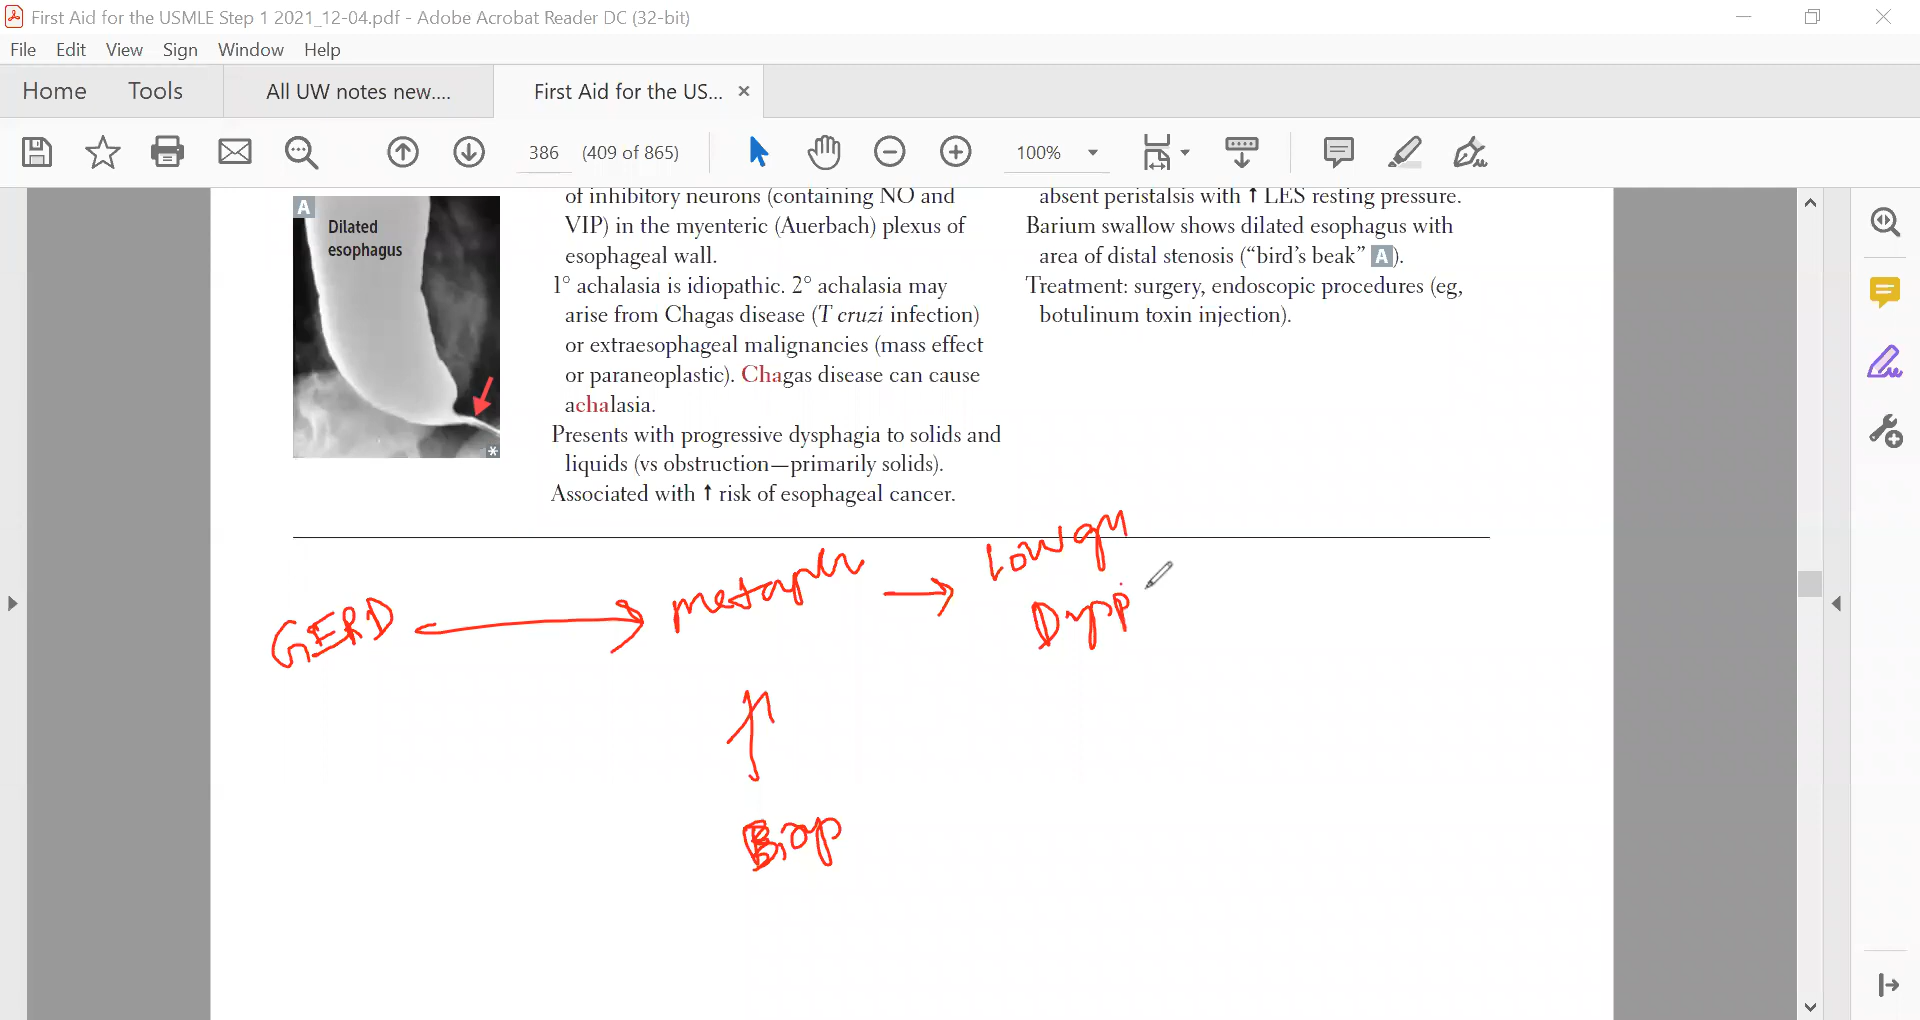 First Aid for the USMLE Step 1 2021_12-04.pdf - Adobe Acrobat Reader DC (32-bit)
File Edit View Sign Window Help
Home Tools All UW notes new.... First Aid for the US... ×
386 (409 of 865) 100%
A
Dilated
esophagus
of inhibitory neurons (containing NO and
VIP) in the myenteric (Auerbach) plexus of
esophageal wall.
1° achalasia is idiopathic. 2° achalasia may
arise from Chagas disease (T cruzi infection)
or extraesophageal malignancies (mass effect
or paraneoplastic). Chagas disease can cause
achalasia.
Presents with progressive dysphagia to solids and
liquids (vs obstruction—primarily solids).
Associated with ↑ risk of esophageal cancer.
absent peristalsis with ↑ LES resting pressure.
Barium swallow shows dilated esophagus with
area of distal stenosis (“bird’s beak” A).
Treatment: surgery, endoscopic procedures (eg,
botulinum toxin injection).
GERD